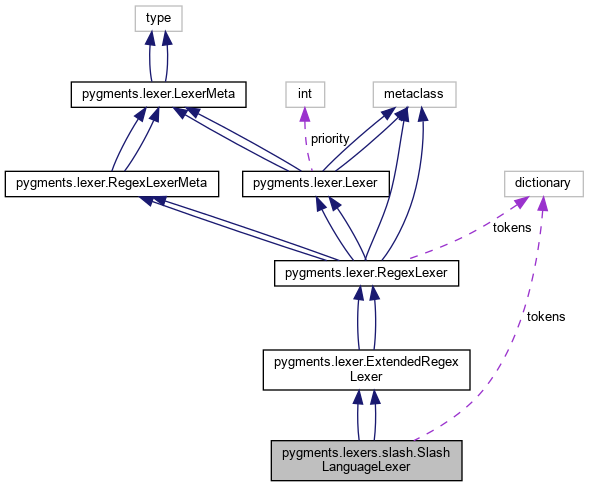 type
pygments.lexer.LexerMeta
int
metaclass
priority
pygments.lexer.RegexLexerMeta
pygments.lexer.Lexer
dictionary
tokens
pygments.lexer.RegexLexer
tokens
pygments.lexer.ExtendedRegex
Lexer
pygments.lexers.slash.Slash
LanguageLexer